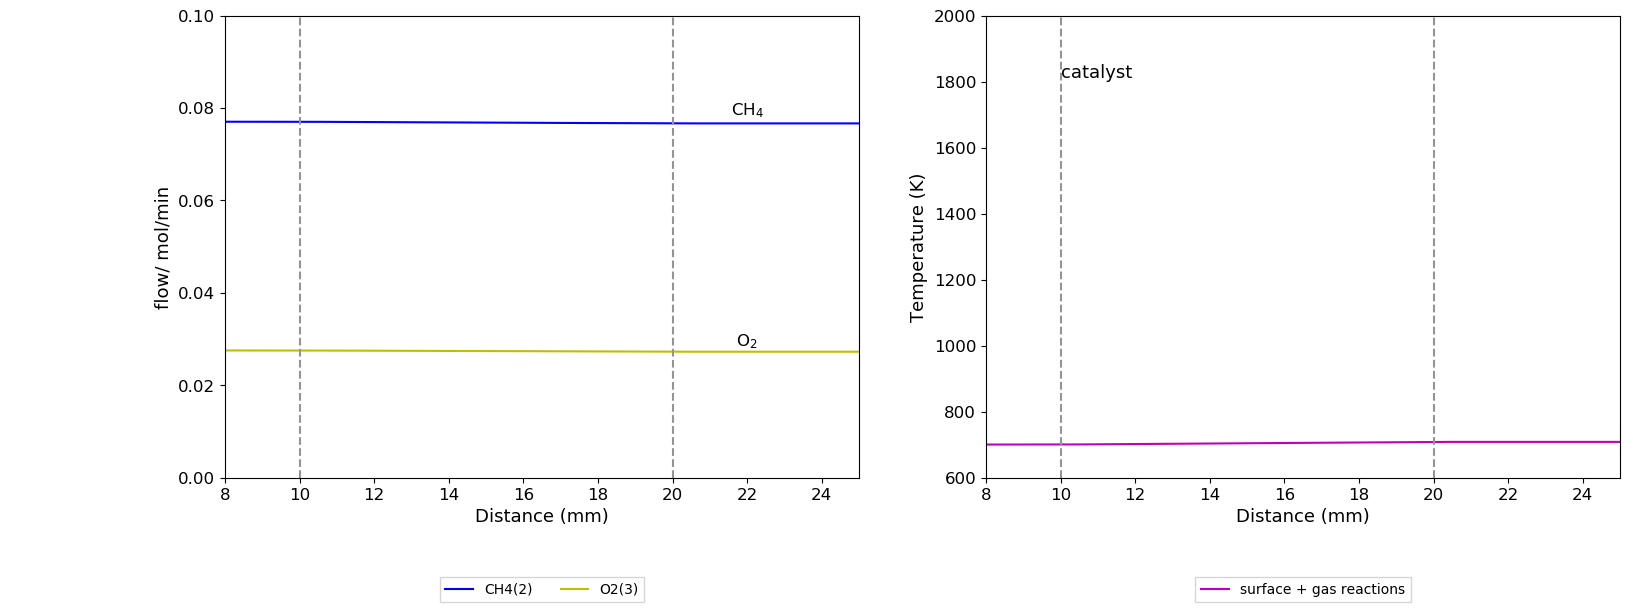 0.10
0.08
0.06
0.04
0.02
0.00
flow/ mol/min
CH₄
O₂
8 10 12 14 16 18 20 22 24
Distance (mm)
CH4(2) O2(3)
2000
1800
1600
1400
1200
1000
800
600
Temperature (K)
catalyst
8 10 12 14 16 18 20 22 24
Distance (mm)
surface + gas reactions